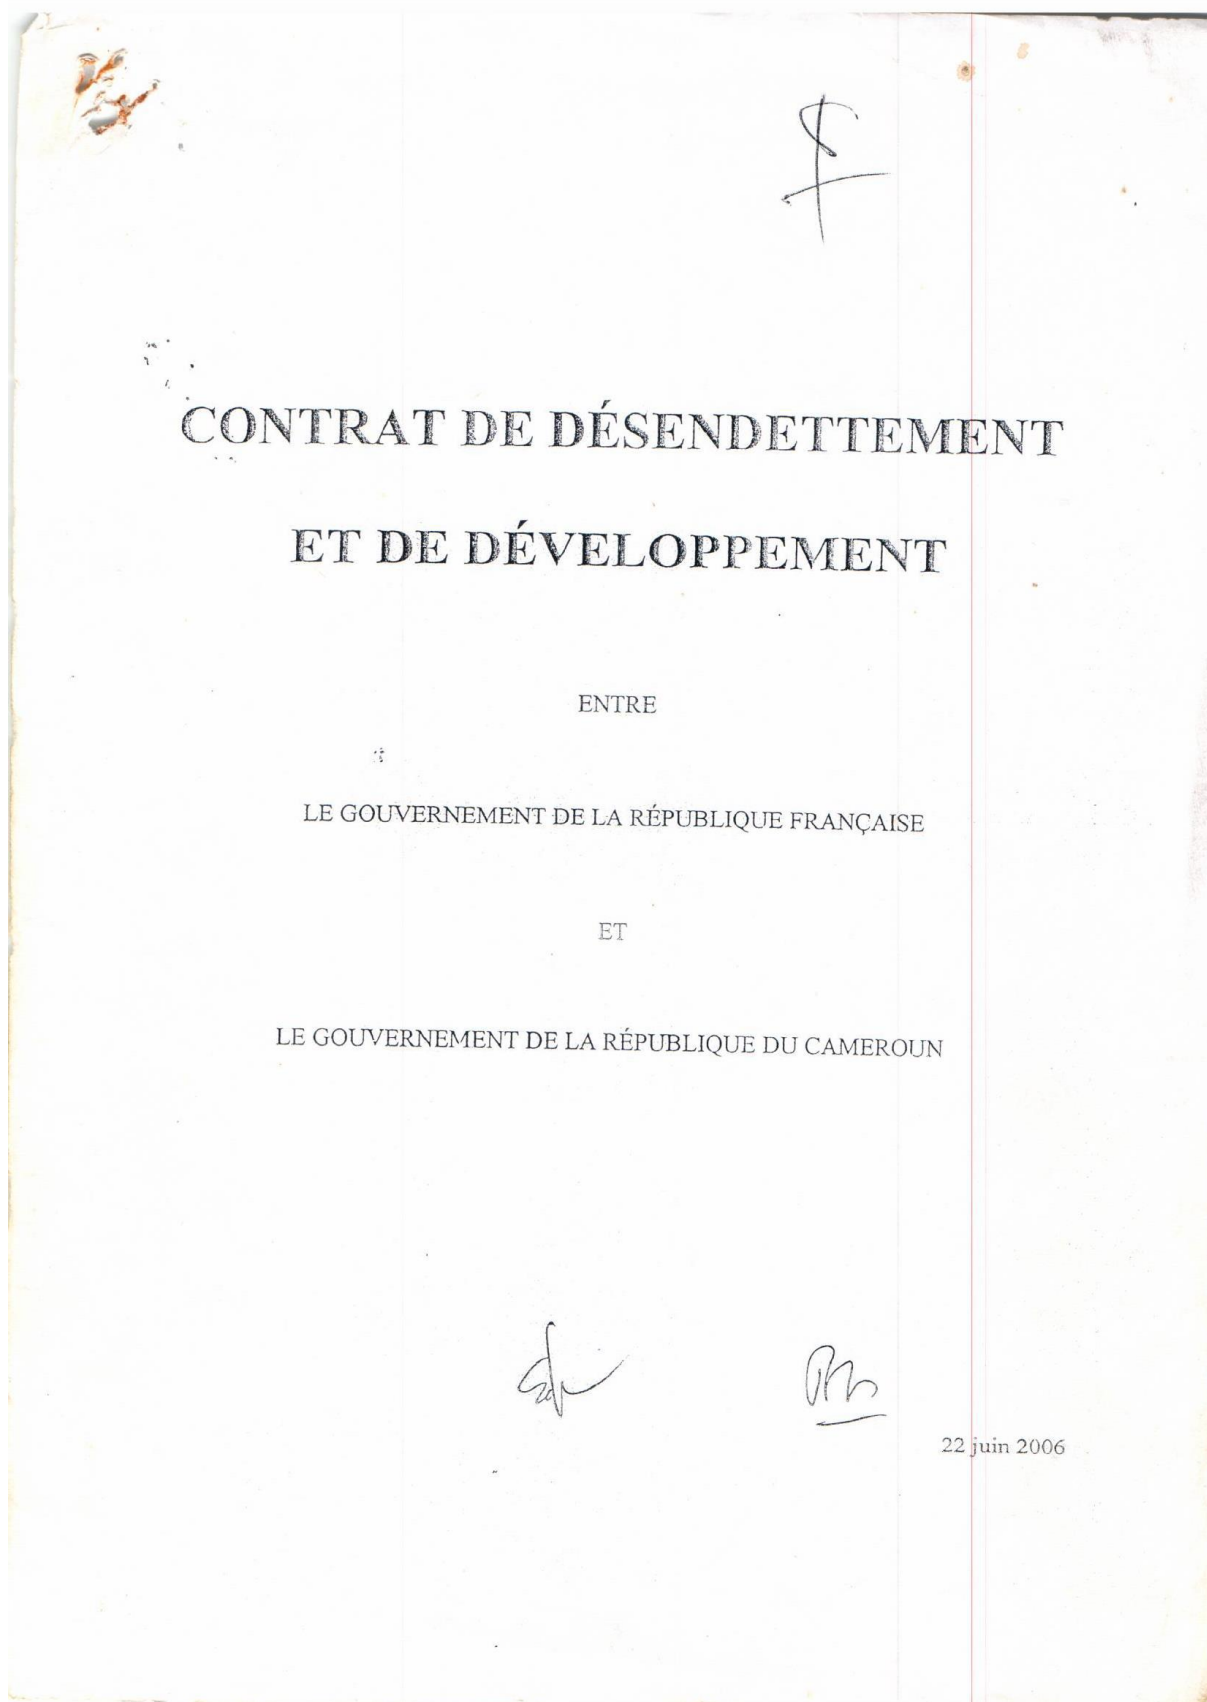 CONTRAT DE DÉSENDETTEMENT
ET DE DÉVELOPPEMENT
ENTRE
LE GOUVERNEMENT DE LA RÉPUBLIQUE FRANÇAISE
ET
LE GOUVERNEMENT DE LA RÉPUBLIQUE DU CAMEROUN
22 juin 2006